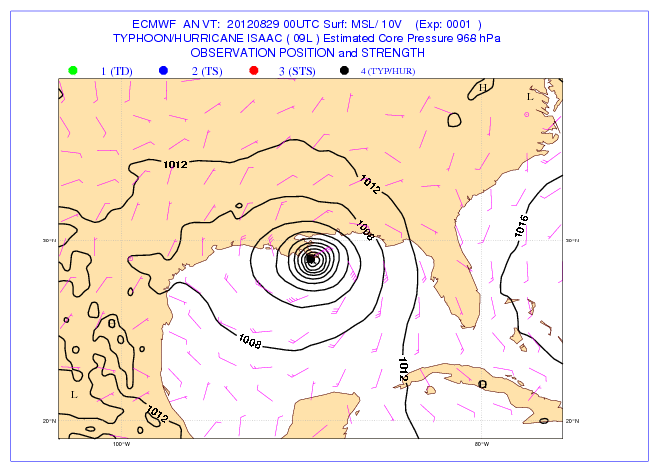 ECMWF AN VT: 20120829 00UTC Surf: MSL/ 10V (Exp: 0001 )
TYPHOON/HURRICANE ISAAC ( 09L ) Estimated Core Pressure 968 hPa
OBSERVATION POSITION and STRENGTH
1 (TD) 2 (TS) 3 (STS) 4 (TYP/HUR)
H
L
1012
1012
1016
1008
30°N
30°N
1008
1012
L
1012
20°N
20°N
100°W
80°W